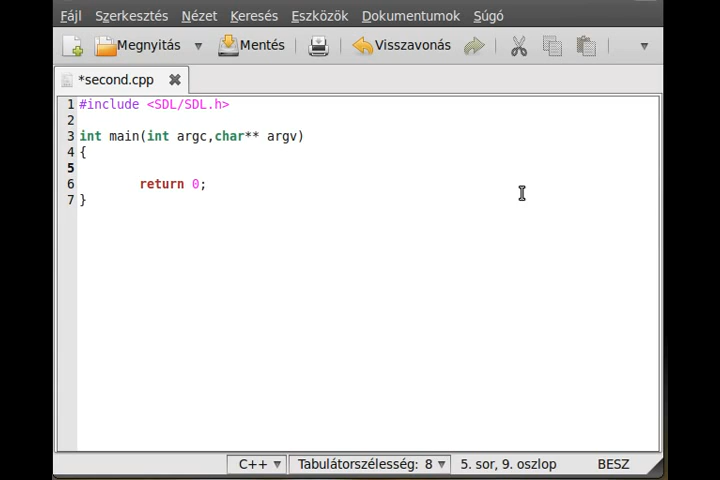 Fájl Szerkesztés Nézet Keresés Eszközök Dokumentumok Súgó
Megnyitás Mentés Visszavonás
*second.cpp
1 #include <SDL/SDL.h>
2
3 int main(int argc,char** argv)
4 {
5
6 return 0;
7 }
C++ Tabulátorszélesség: 8 5. sor, 9. oszlop BESZ